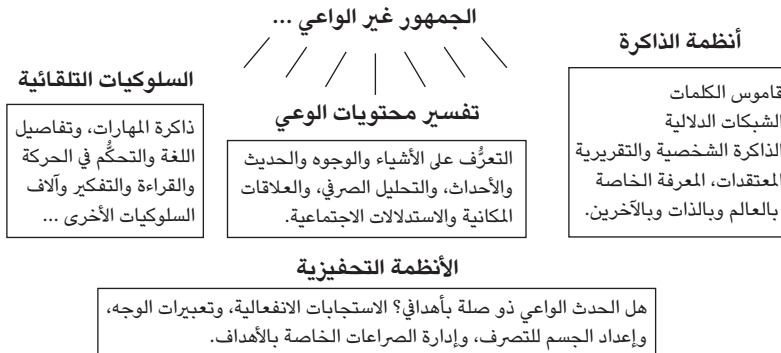 الجمهور غير الواعي ...
أنظمة الذاكرة
قاموس الكلمات
الشبكات الدلالية
الذاكرة الشخصية والتقريرية
المعتقدات، المعرفة الخاصة
بالعالم وبالذات وبالآخرين.
تفسير محتويات الوعي
التعرُّف على الأشياء والوجوه والحديث
والأحداث، والتحليل الصرفي، والعلاقات
المكانية والاستدلالات الاجتماعية.
السلوكيات التلقائية
ذاكرة المهارات، وتفاصيل
اللغة والتحكُّم في الحركة
والقراءة والتفكير وآلاف
السلوكيات الأخرى ...
الأنظمة التحفيزية
هل الحدث الواعي ذو صلة بأهدافي؟ الاستجابات الانفعالية، وتعبيرات الوجه،
وإعداد الجسم للتصرف، وإدارة الصراعات الخاصة بالأهداف.